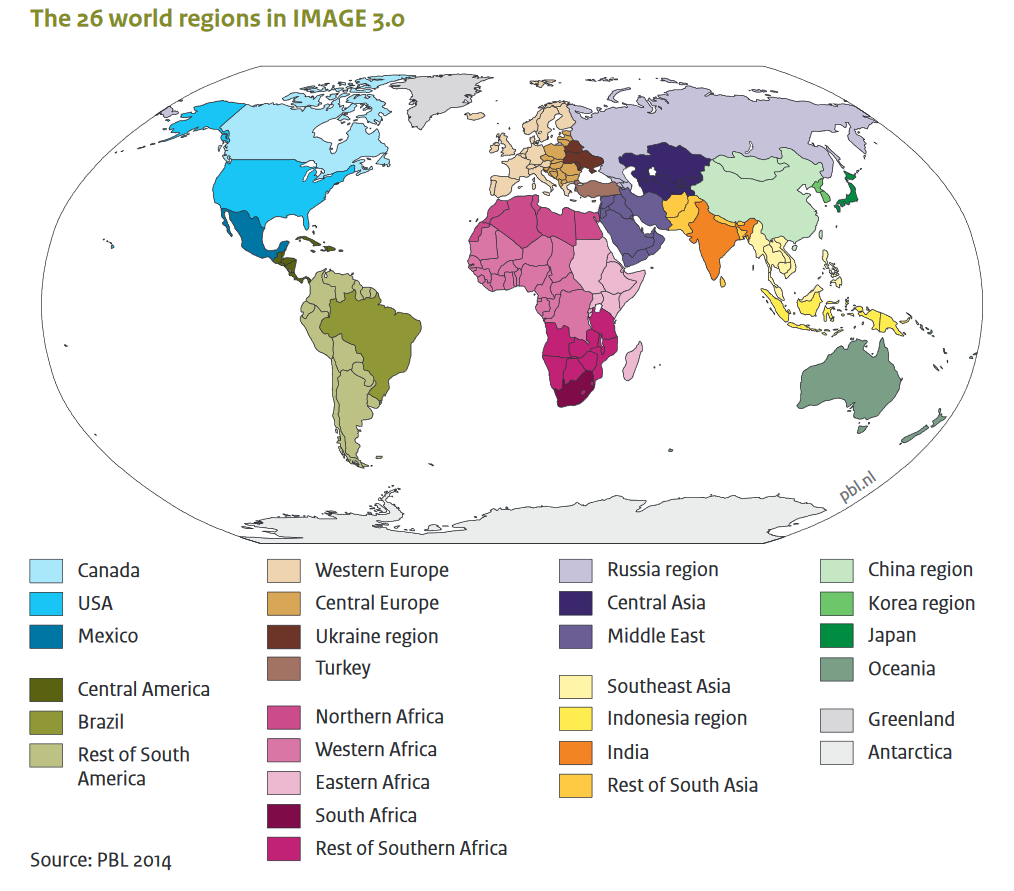 The 26 world regions in IMAGE 3.0
pbl.nl
Canada
USA
Mexico
Central America
Brazil
Rest of South
America
Western Europe
Central Europe
Ukraine region
Turkey
Northern Africa
Western Africa
Eastern Africa
South Africa
Rest of Southern Africa
Russia region
Central Asia
Middle East
Southeast Asia
Indonesia region
India
Rest of South Asia
China region
Korea region
Japan
Oceania
Greenland
Antarctica
Source: PBL 2014